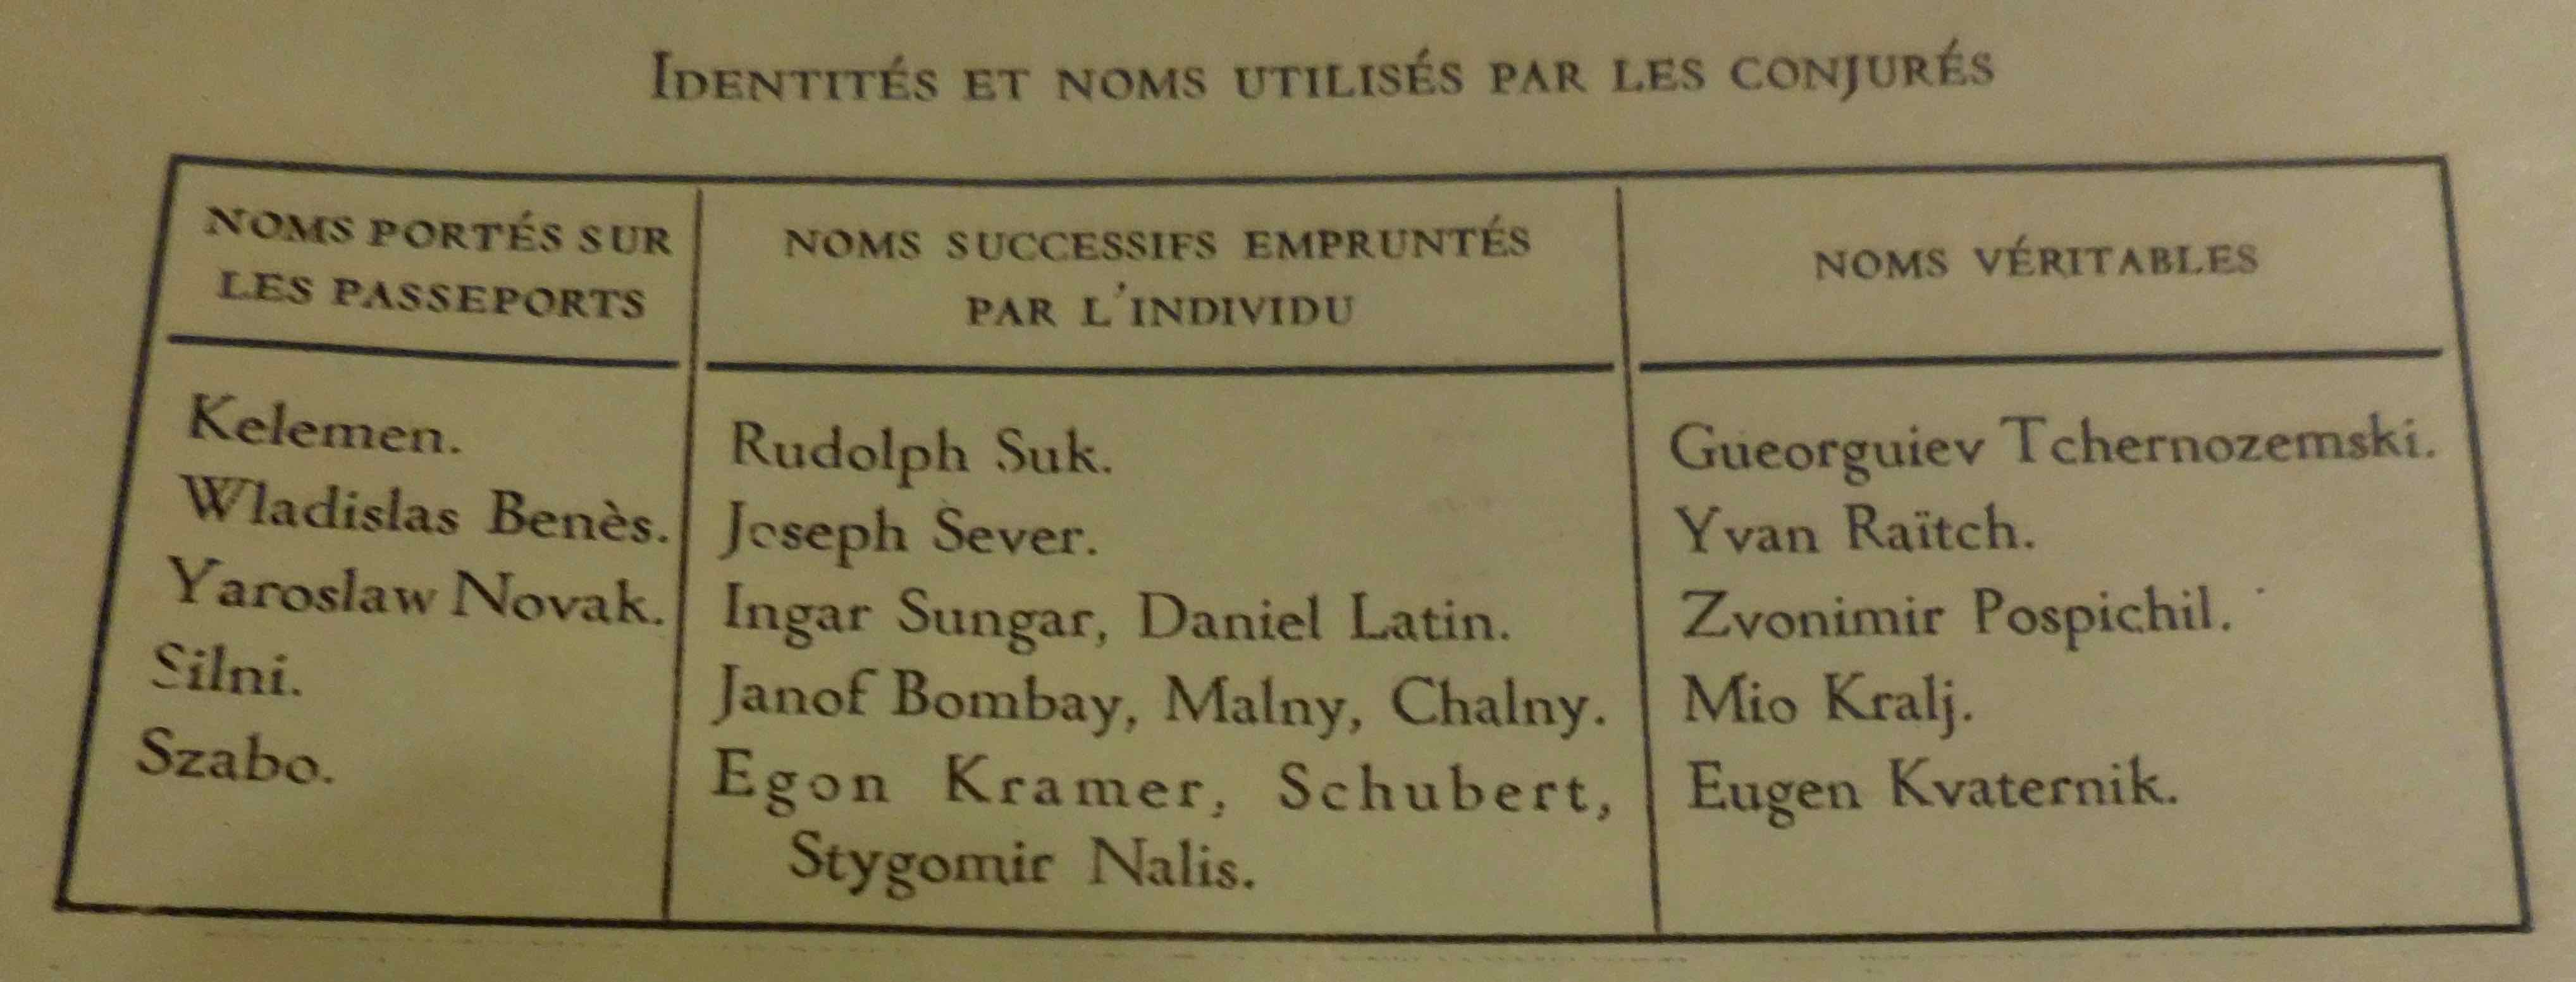 IDENTITÉS ET NOMS UTILISÉS PAR LES CONJURÉS
NOMS PORTÉS SUR
LES PASSEPORTS
NOMS SUCCESSIFS EMPRUNTÉS
PAR L'INDIVIDU
NOMS VÉRITABLES
Kelemen.
Rudolph Suk.
Gueorguiev Tchernozemski.
Wladislas Benès.
Joseph Sever.
Yvan Raïtch.
Yaroslaw Novak.
Ingar Sungar, Daniel Latin.
Zvonimir Pospichil.
Silni.
Janof Bombay, Malny, Chalny.
Mio Kralj.
Szabo.
Egon Kramer, Schubert,
Stygomir Nalis.
Eugen Kvaternik.